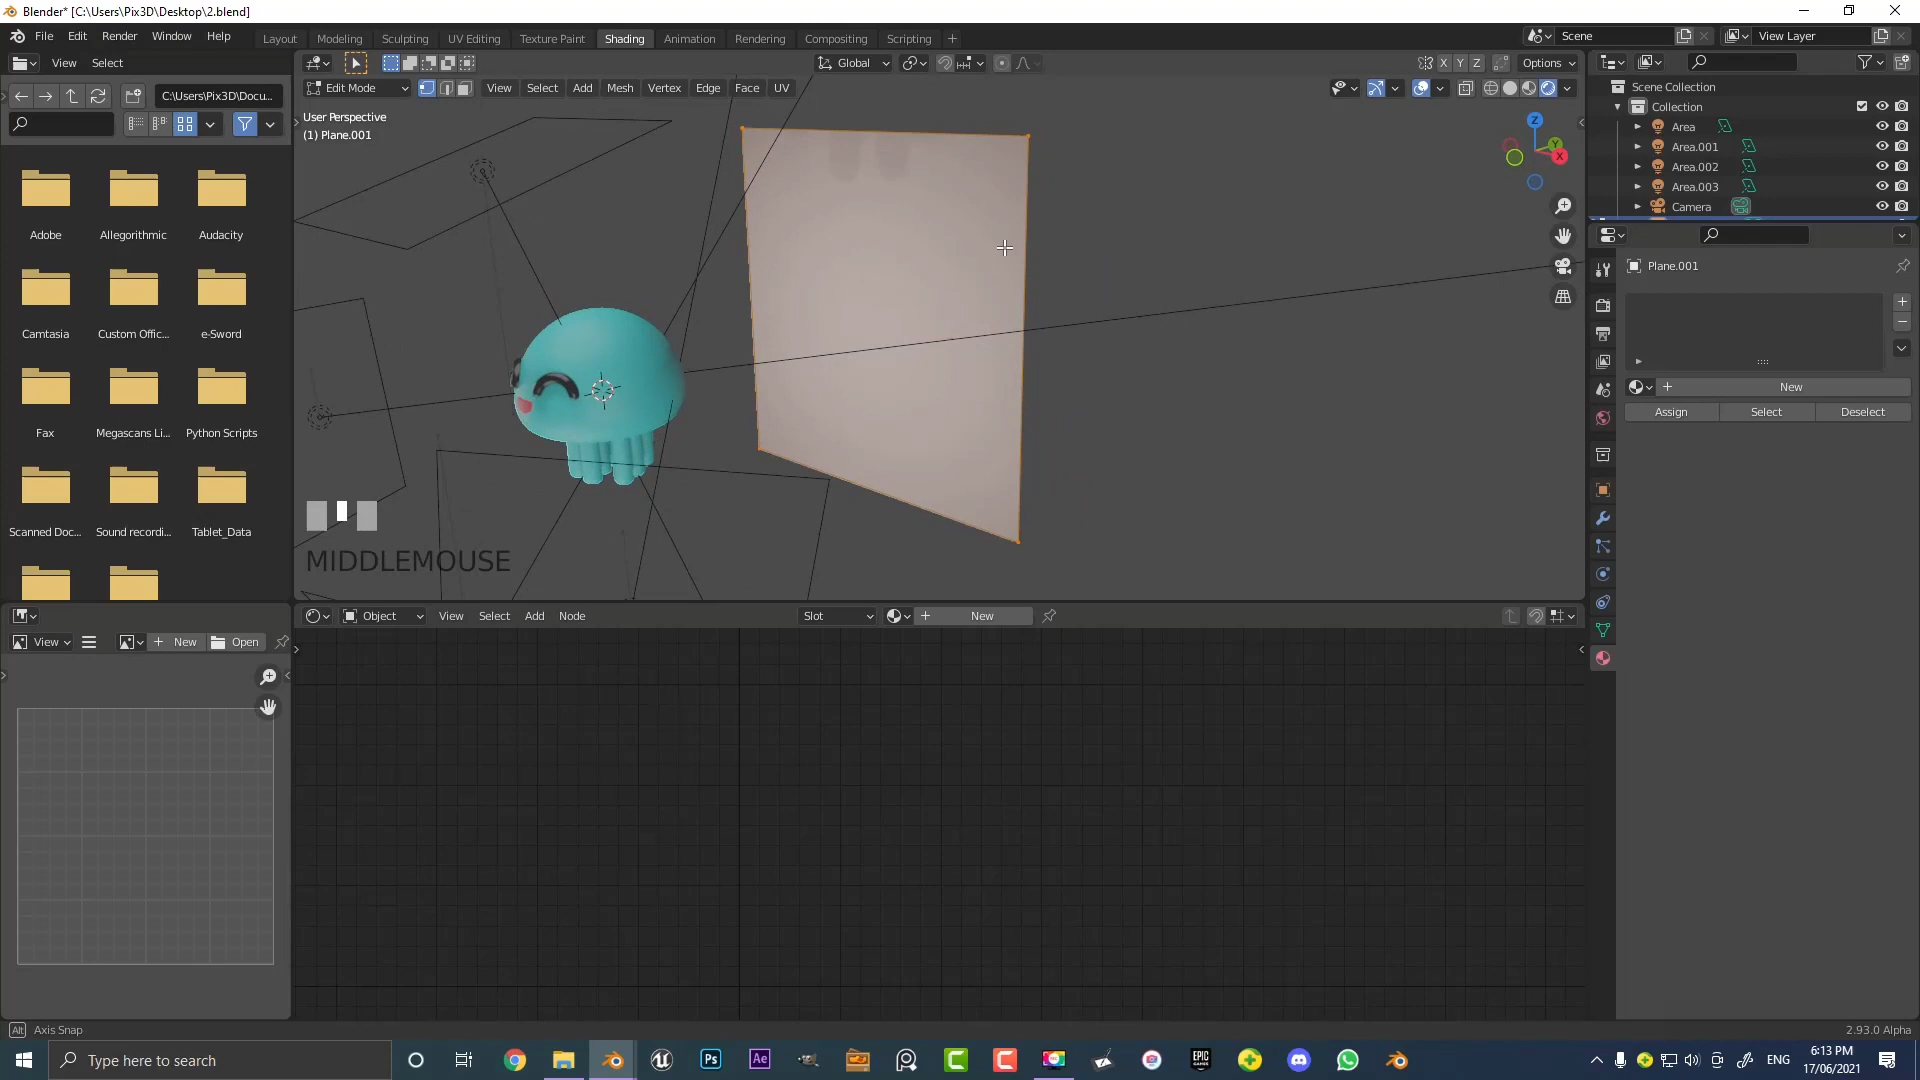 Blender* [C:\Users\Pix3D\Desktop\2.blend]
File Edit Render Window Help
Layout Modeling Sculpting UV Editing Texture Paint Shading Animation Rendering Compositing Scripting
Scene
View Layer
View Select
Global
X Y Z
Options
C:\Users\Pix3D\Docu...
Edit Mode View Select Add Mesh Vertex Edge Face UV
User Perspective
(1) Plane.001
Z
Y
X
Adobe Allegorithmic Audacity
Camtasia Custom Offic... e-Sword
Fax Megascans Li... Python Scripts
Scanned Doc... Sound recordi... Tablet_Data
MIDDLEMOUSE
Scene Collection
Collection
Area
Area.001
Area.002
Area.003
Camera
Plane.001
New
Assign Select Deselect
Object View Select Add Node
Slot
New
View
New
Open
Alt Axis Snap
2.93.0 Alpha
Type here to search
Ps
Ae
EPIC
GAMES
ENG
6:13 PM
17/06/2021